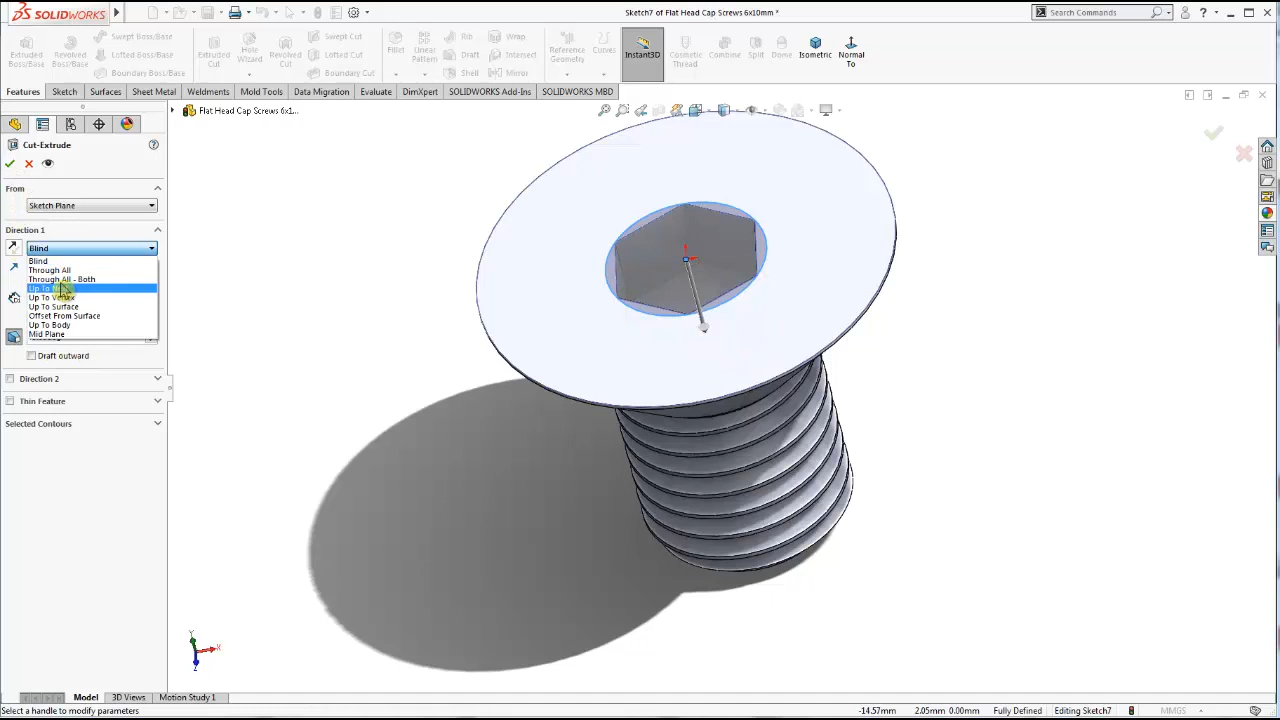 SOLIDWORKS
Sketch7 of Flat Head Cap Screws 6x10mm *
Search Commands
Extruded Boss/Base
Revolved Boss/Base
Swept Boss/Base
Lofted Boss/Base
Boundary Boss/Base
Extruded Cut
Hole Wizard
Revolved Cut
Swept Cut
Lofted Cut
Boundary Cut
Fillet
Linear Pattern
Rib
Draft
Shell
Wrap
Intersect
Mirror
Reference Geometry
Curves
Instant3D
Cosmetic Thread
Combine
Split
Dome
Isometric
Normal To
Features
Sketch
Surfaces
Sheet Metal
Weldments
Mold Tools
Data Migration
Evaluate
DimXpert
SOLIDWORKS Add-Ins
SOLIDWORKS MBD
Flat Head Cap Screws 6x1...
Cut-Extrude
From
Sketch Plane
Direction 1
Blind
Blind
Through All
Through All - Both
Up To
Up To Vertex
Up To Surface
Offset From Surface
Up To Body
Mid Plane
Draft outward
Direction 2
Thin Feature
Selected Contours
Y
X
Z
Model
3D Views
Motion Study 1
Select a handle to modify parameters
-14.57mm
2.05mm 0.00mm
Fully Defined
Editing Sketch7
MMGS